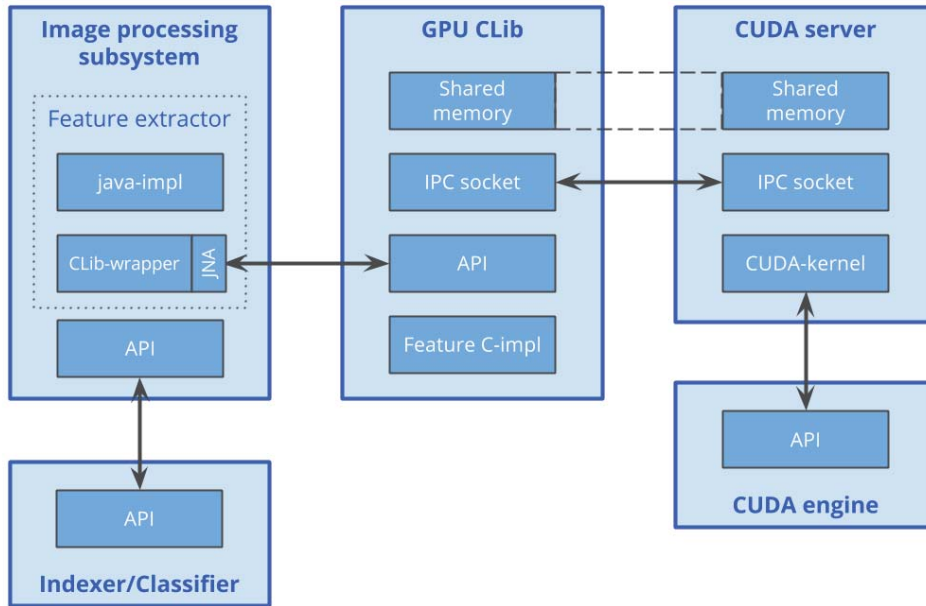 Image processing
subsystem
Feature extractor
java-impl
CLib-wrapper
JNA
API
API
Indexer/Classifier
GPU CLib
Shared
memory
IPC socket
API
Feature C-impl
CUDA server
Shared
memory
IPC socket
CUDA-kernel
API
CUDA engine